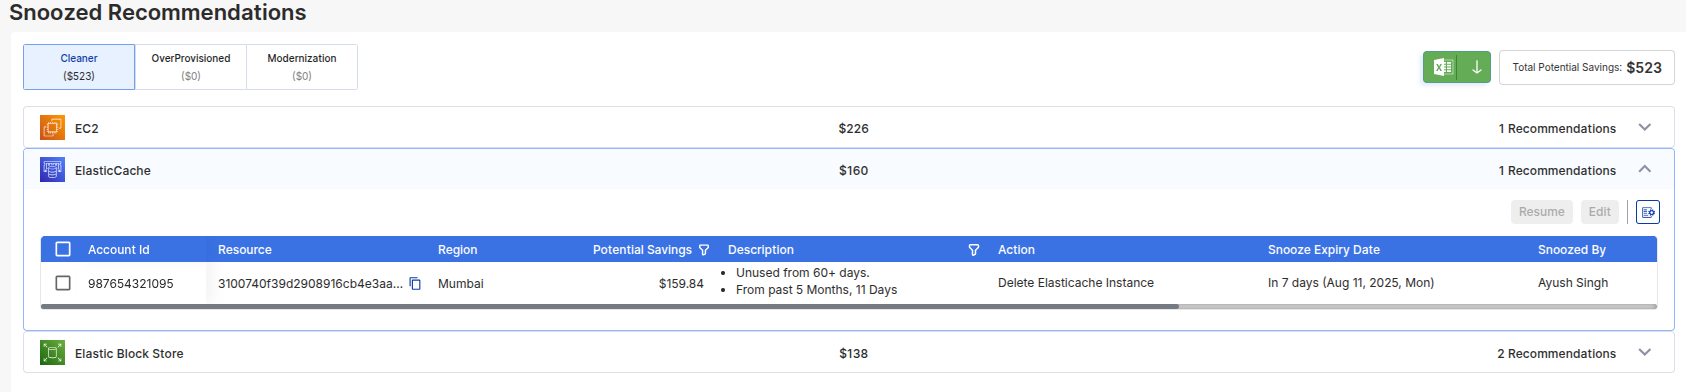 Snoozed Recommendations
Cleaner
($523)
OverProvisioned
($0)
Modernization
($0)
Total Potential Savings: $523
EC2 $226 1 Recommendations
ElasticCache $160 1 Recommendations
Resume Edit
Account Id Resource Region Potential Savings Description Action Snooze Expiry Date Snoozed By
987654321095 3100740f39d2908916cb4e3aa... Mumbai $159.84 • Unused from 60+ days. Delete Elasticache Instance In 7 days (Aug 11, 2025, Mon) Ayush Singh
• From past 5 Months, 11 Days
Elastic Block Store $138 2 Recommendations